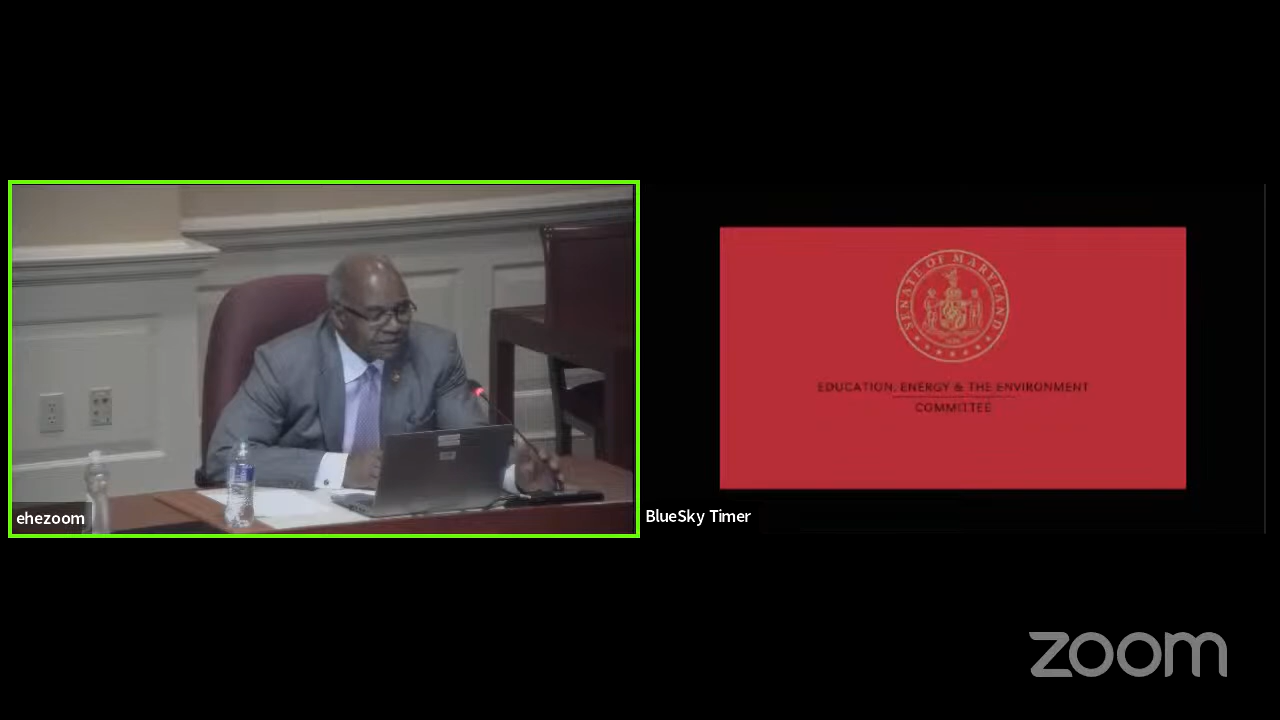 SENATE OF MARYLAND
EDUCATION, ENERGY & THE ENVIRONMENT
COMMITTEE
ehezoom
BlueSky Timer
zoom